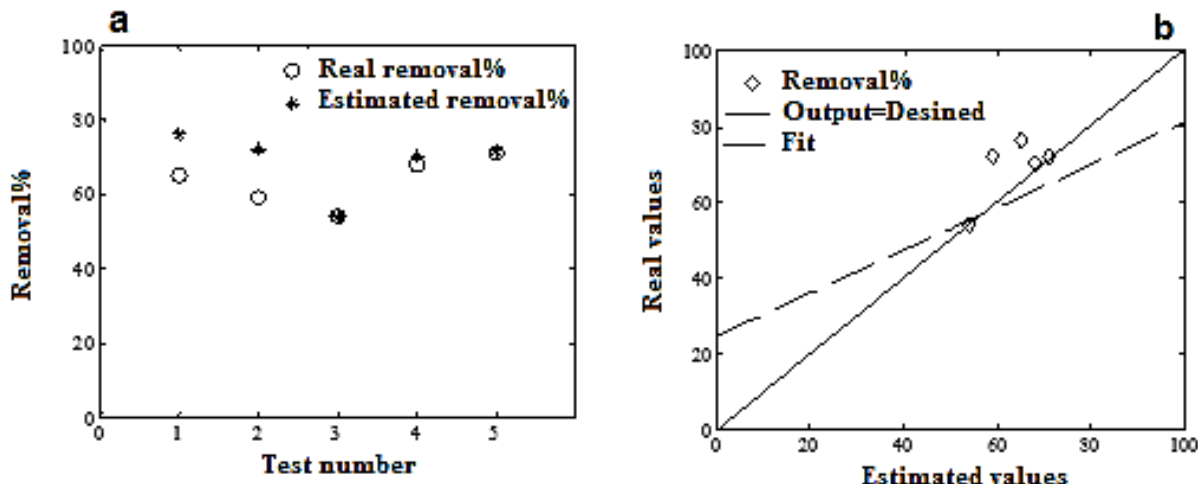 a
100
80
60
40
20
0
0 1 2 3 4 5
Removal%
Test number
Real removal%
Estimated removal%
b
100
80
60
40
20
0
0 20 40 60 80 100
Real values
Estimated values
Removal%
Output=Desined
Fit